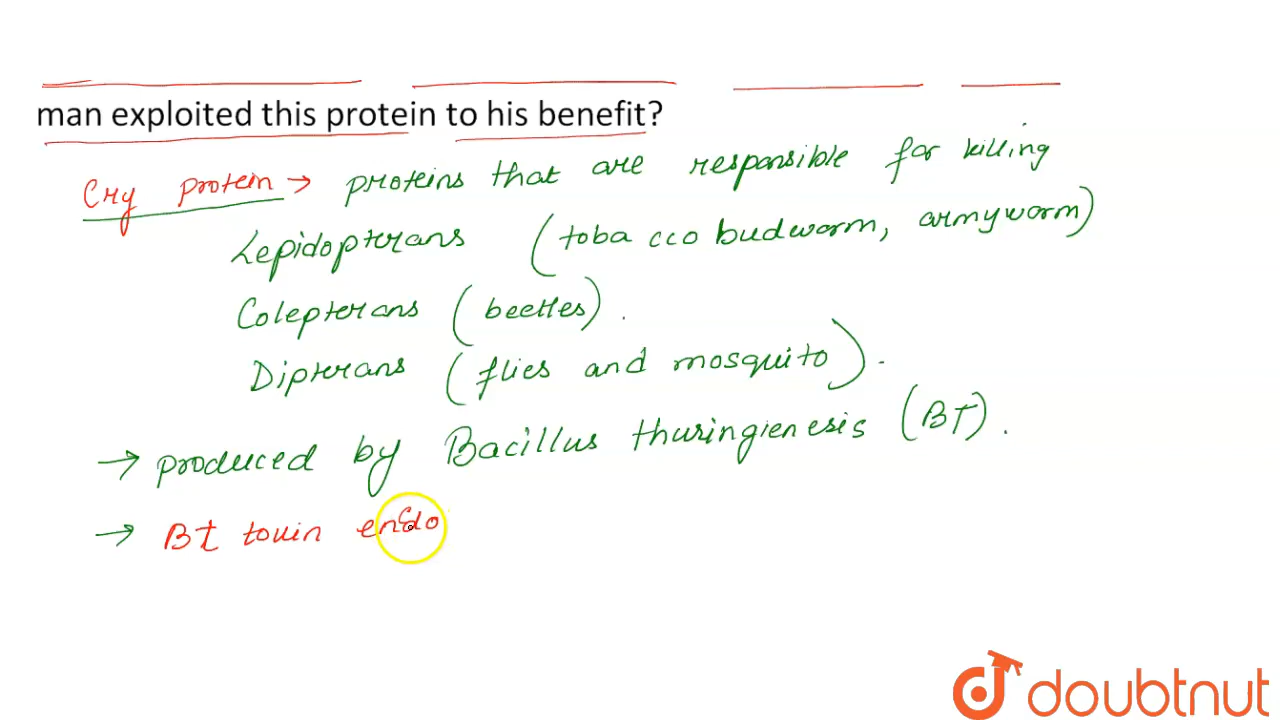 man exploited this protein to his benefit?
Cry protein → proteins that are responsible for killing
Lepidopterans (tobacco budworm, armyworm)
Colepterans (beetles).
Dipterans (flies and mosquito).
→ produced by Bacillus thuringienesis (BT).
→ Bt toxin endo
doubtnut